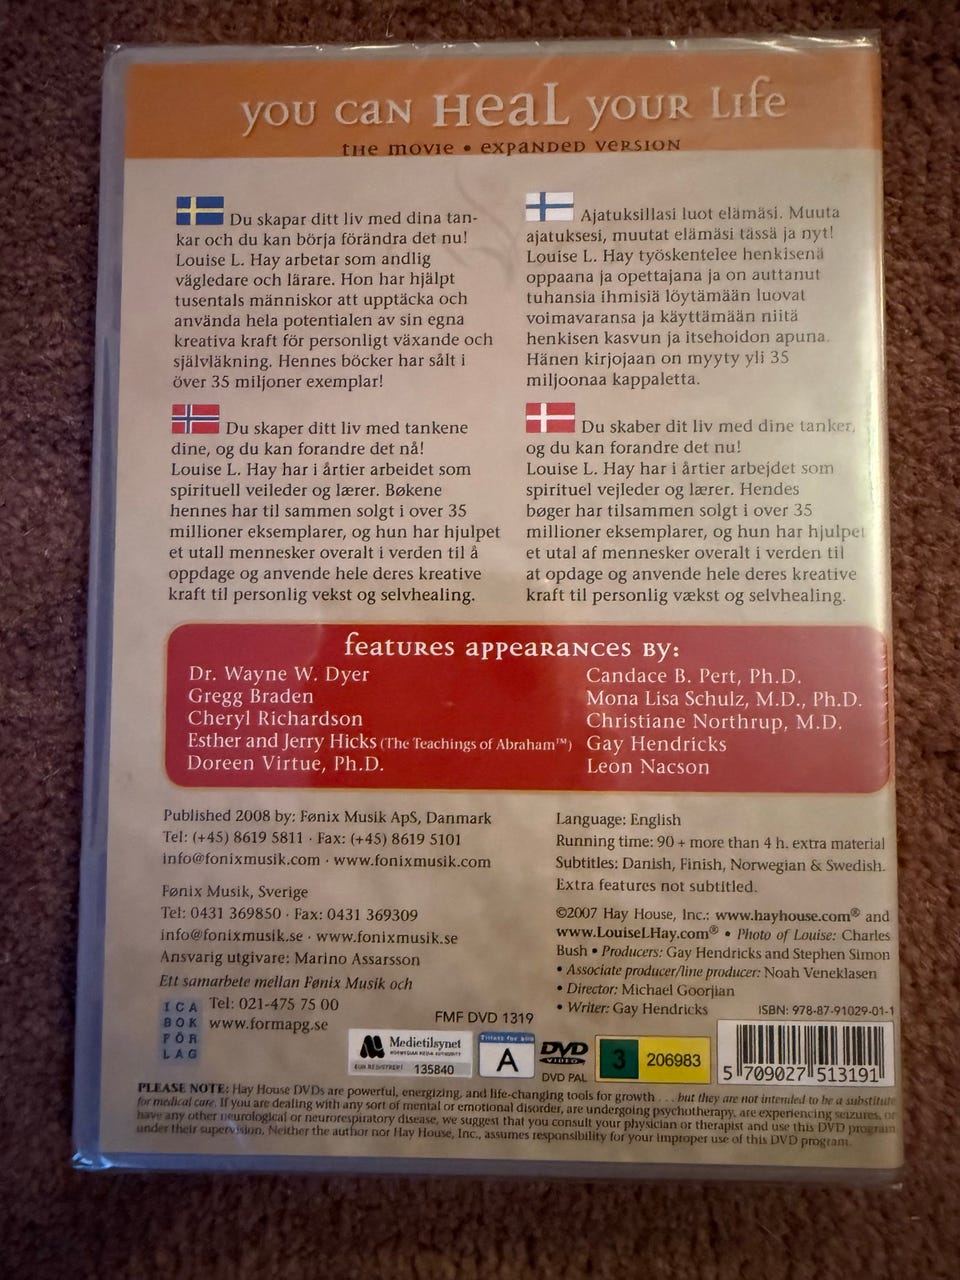 you can Heal your Life
the movie • expanded version
Du skapar ditt liv med dina tan-
kar och du kan börja förändra det nu!
Louise L. Hay arbetar som andlig
vägledare och lärare. Hon har hjälpt
tusentals människor att upptäcka och
använda hela potentialen av sin egna
kreativa kraft för personligt växande och
självläkning. Hennes böcker har sålt i
över 35 miljoner exemplar!
Ajatuksillasi luot elämäsi. Muuta
ajatuksesi, muutat elämäsi tässä ja nyt!
Louise L. Hay työskentelee henkisenä
oppaana ja opettajana ja on auttanut
tuhansia ihmisiä löytämään luovat
voimavaransa ja käyttämään niitä
henkisen kasvun ja itsehoidon apuna.
Hänen kirjojaan on myyty yli 35
miljoonaa kappaletta.
Du skaper ditt liv med tankene
dine, og du kan forandre det nå!
Louise L. Hay har i årtier arbeidet som
spirituell veileder og lærer. Bøkene
hennes har til sammen solgt i over 35
millioner eksemplarer, og hun har hjulpet
et utall mennesker overalt i verden til å
oppdage og anvende hele deres kreative
kraft til personlig vekst og selvhealing.
Du skaber dit liv med dine tanker,
og du kan forandre det nu!
Louise L. Hay har i årtier arbejdet som
spirituel vejleder og lærer. Hendes
bøger har tilsammen solgt i over 35
millioner eksemplarer, og hun har hjulpet
et utal af mennesker overalt i verden til
at opdage og anvende hele deres kreative
kraft til personlig vækst og selvhealing.
features appearances by:
Dr. Wayne W. Dyer
Gregg Braden
Cheryl Richardson
Esther and Jerry Hicks (The Teachings of Abraham™)
Doreen Virtue, Ph.D.
Candace B. Pert, Ph.D.
Mona Lisa Schulz, M.D., Ph.D.
Christiane Northrup, M.D.
Gay Hendricks
Leon Nacson
Published 2008 by: Fønix Musik ApS, Danmark
Tel: (+45) 8619 5811 · Fax: (+45) 8619 5101
info@fonixmusik.com · www.fonixmusik.com
Fønix Musik, Sverige
Tel: 0431 369850 · Fax: 0431 369309
info@fonixmusik.se · www.fonixmusik.se
Ansvarig utgivare: Marino Assarsson
Ett samarbete mellan Fønix Musik och
ICA
BOK
FÖR
LAG
Tel: 021-475 75 00
www.formapg.se
Language: English
Running time: 90 + more than 4 h. extra material
Subtitles: Danish, Finish, Norwegian & Swedish.
Extra features not subtitled.
©2007 Hay House, Inc.: www.hayhouse.com® and
www.LouiseLHay.com® • Photo of Louise: Charles
Bush • Producers: Gay Hendricks and Stephen Simon
• Associate producer/line producer: Noah Veneklasen
• Director: Michael Goorjian
• Writer: Gay Hendricks
ISBN: 978-87-91029-01-1
FMF DVD 1319
Medietilsynet
NORWEGIAN MEDIA AUTHORITY
EUR REGISTRERT 135840
Tillatt for alle
A
DVD
VIDEO
DVD PAL
3 206983
5 709027 513191
PLEASE NOTE: Hay House DVDs are powerful, energizing, and life-changing tools for growth . . . but they are not intended to be a substitute
for medical care. If you are dealing with any sort of mental or emotional disorder, are undergoing psychotherapy, are experiencing seizures, or
have any other neurological or neurorespiratory disease, we suggest that you consult your physician or therapist and use this DVD program
under their supervision. Neither the author nor Hay House, Inc., assumes responsibility for your improper use of this DVD program.